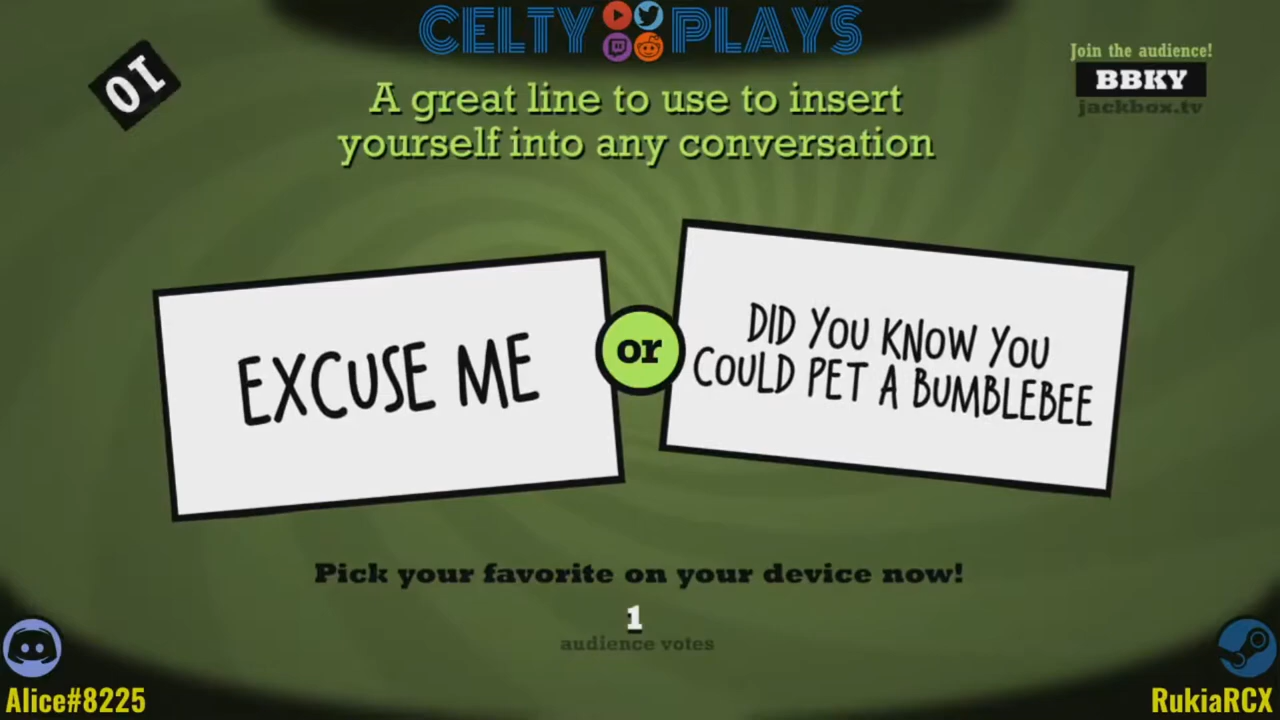 CELTY PLAYS
10
Join the audience!
BBKY
jackbox.tv
A great line to use to insert
yourself into any conversation
EXCUSE ME
or
DID YOU KNOW YOU
COULD PET A BUMBLEBEE
Pick your favorite on your device now!
1
audience votes
Alice#8225
RukiaRCX